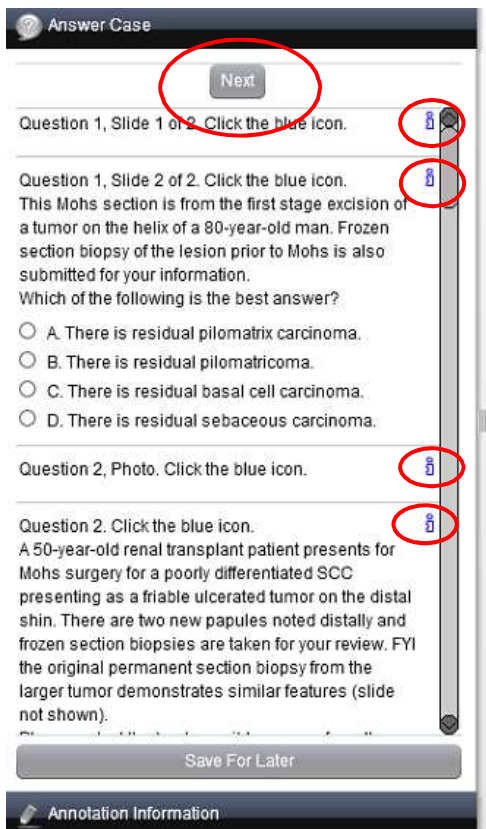 Answer Case
Next
Question 1, Slide 1 of 2. Click the blue icon.
Question 1, Slide 2 of 2. Click the blue icon.
This Mohs section is from the first stage excision of
a tumor on the helix of a 80-year-old man. Frozen
section biopsy of the lesion prior to Mohs is also
submitted for your information.
Which of the following is the best answer?
A. There is residual pilomatrix carcinoma.
B. There is residual pilomatricoma.
C. There is residual basal cell carcinoma.
D. There is residual sebaceous carcinoma.
Question 2, Photo. Click the blue icon.
Question 2. Click the blue icon.
A 50-year-old renal transplant patient presents for
Mohs surgery for a poorly differentiated SCC
presenting as a friable ulcerated tumor on the distal
shin. There are two new papules noted distally and
frozen section biopsies are taken for your review. FYI
the original permanent section biopsy from the
larger tumor demonstrates similar features (slide
not shown).
Save For Later
Annotation Information